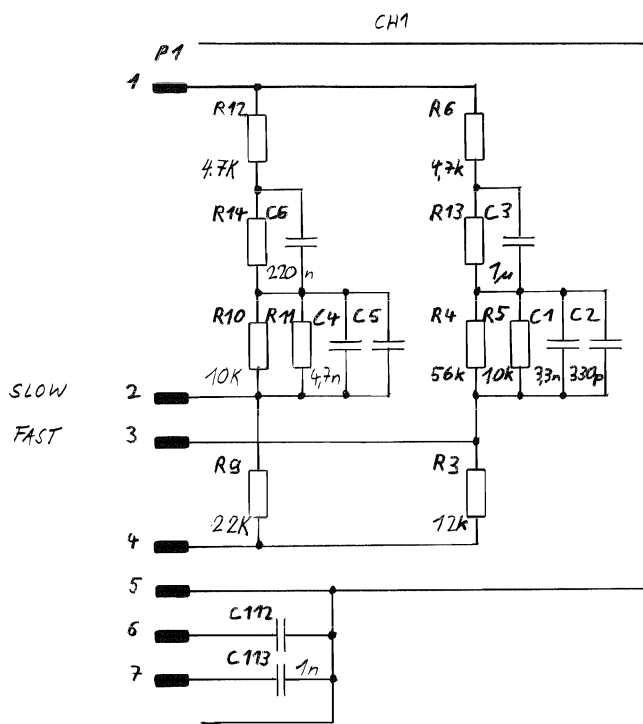 CH1
P1
1
R12 R6
4.7K 4,7k
R14 C6 R13 C3
220n 1µ
R10 R11 C4 C5 R4 R5 C1 C2
10K 4,7n 56k 10k 3,3n 330p
SLOW 2
FAST 3
R9 R3
22K 12k
4
5
C112
6
C113
7 1n